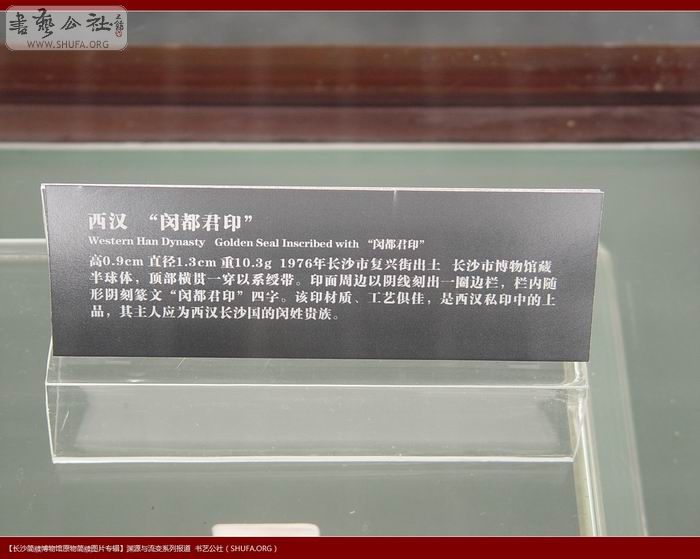 書藝公社
WWW.SHUFA.ORG
西汉 “闵都君印”
Western Han Dynasty Golden Seal Inscribed with “闵都君印”
高0.9cm 直径1.3cm 重10.3g 1976年长沙市复兴街出土 长沙市博物馆藏
半球体，顶部横贯一穿以系绶带。印面周边以阴线刻出一圈边栏，栏内随
形阴刻篆文“闵都君印”四字。该印材质、工艺俱佳，是西汉私印中的上
品，其主人应为西汉长沙国的闵姓贵族。
【长沙简牍博物馆原物简牍图片专辑】渊源与流变系列报道 书艺公社（SHUFA.ORG）